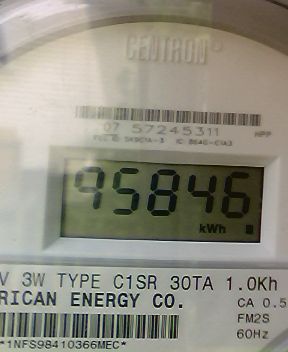 CENTRON®
07 57245311
HPP
95846
kWh
V 3W TYPE C1SR 30TA 1.0Kh
RICAN ENERGY CO.
CA 0.5
FM2S
60Hz
*1NFS98410366MEC*